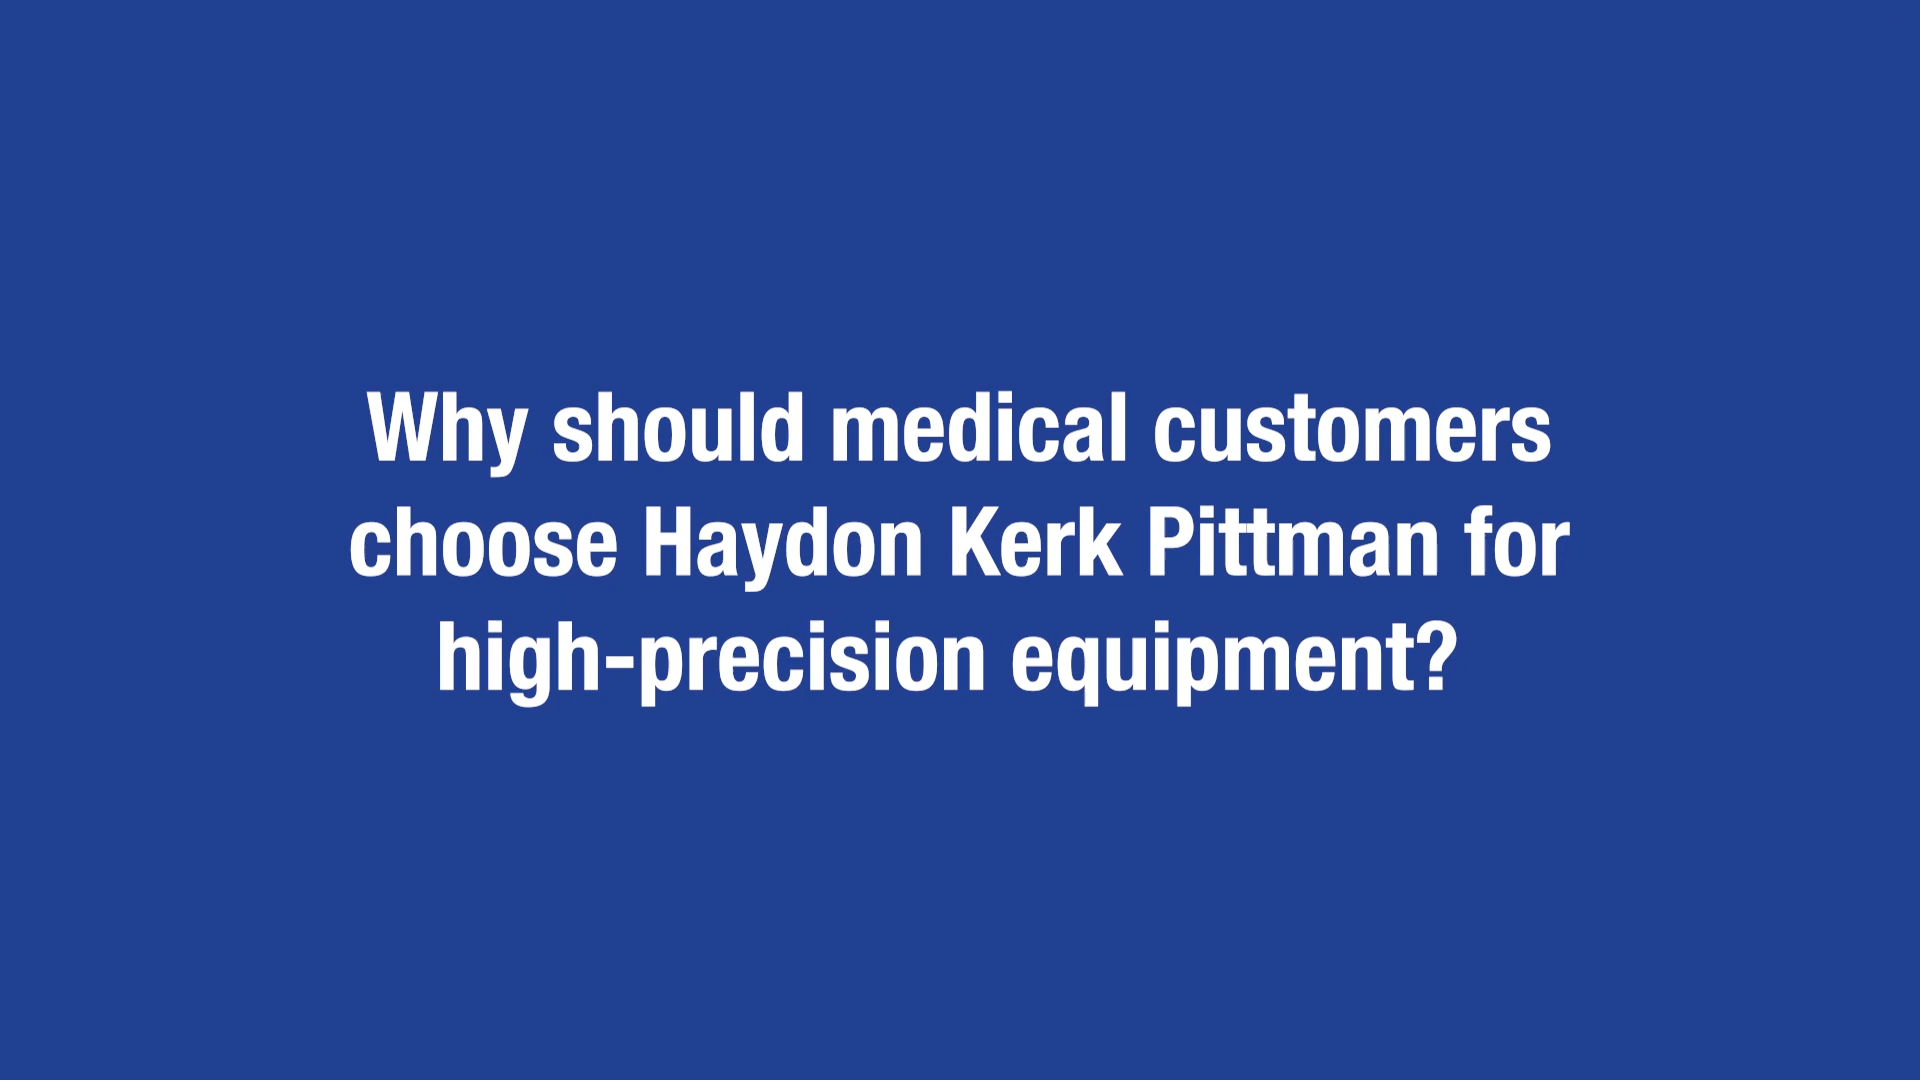 Why should medical customers
choose Haydon Kerk Pittman for
high-precision equipment?